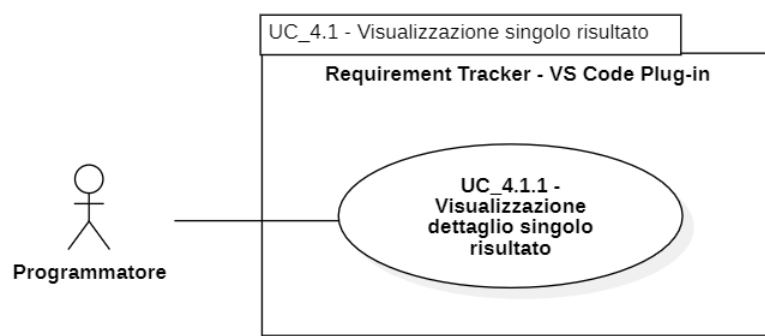 UC_4.1 - Visualizzazione singolo risultato
Requirement Tracker - VS Code Plug-in
UC_4.1.1 -
Visualizzazione
dettaglio singolo
risultato
Programmatore